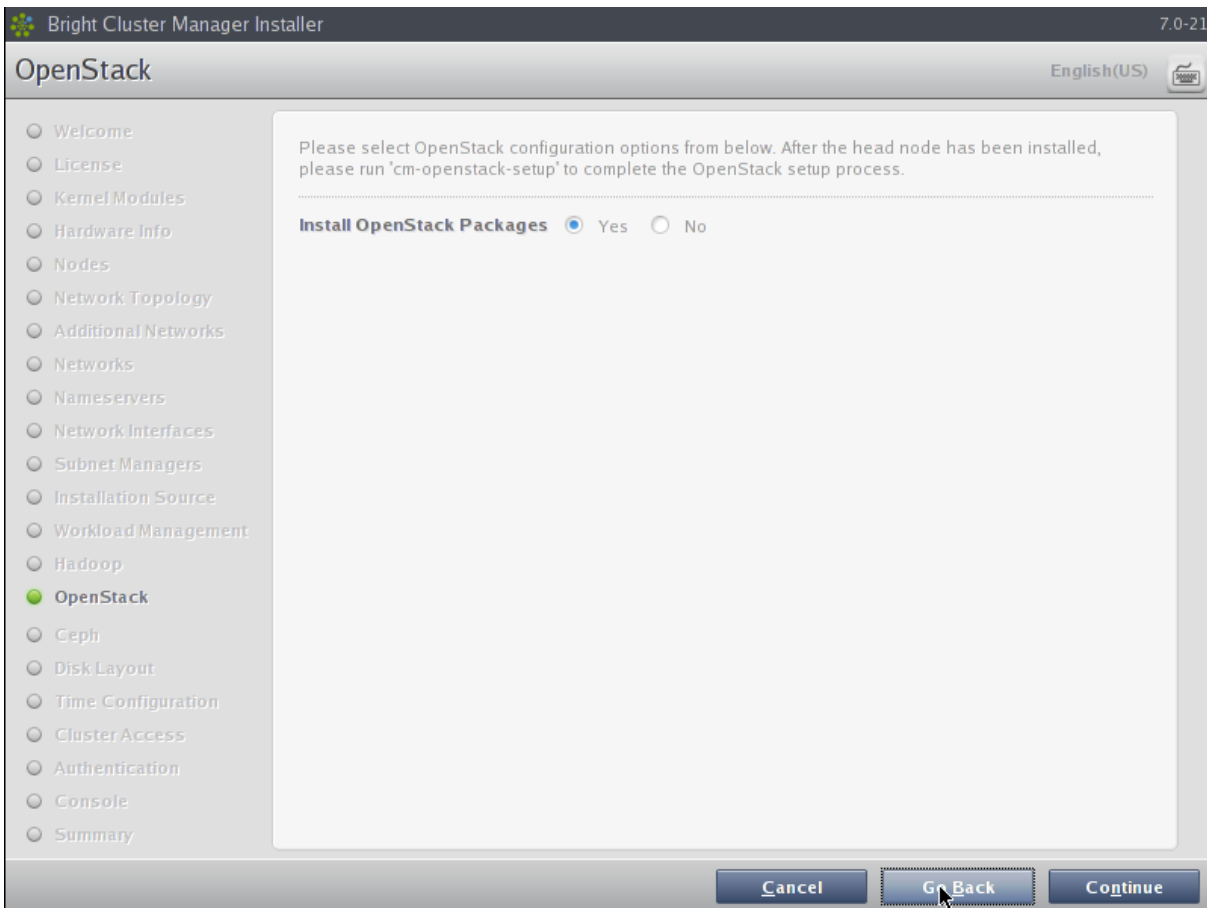 Bright Cluster Manager Installer
7.0-21
OpenStack
English(US)
Welcome
License
Kernel Modules
Hardware Info
Nodes
Network Topology
Additional Networks
Networks
Nameservers
Network Interfaces
Subnet Managers
Installation Source
Workload Management
Hadoop
OpenStack
Ceph
Disk Layout
Time Configuration
Cluster Access
Authentication
Console
Summary
Please select OpenStack configuration options from below. After the head node has been installed,
please run 'cm-openstack-setup' to complete the OpenStack setup process.
Install OpenStack Packages Yes No
Cancel
Go Back
Continue